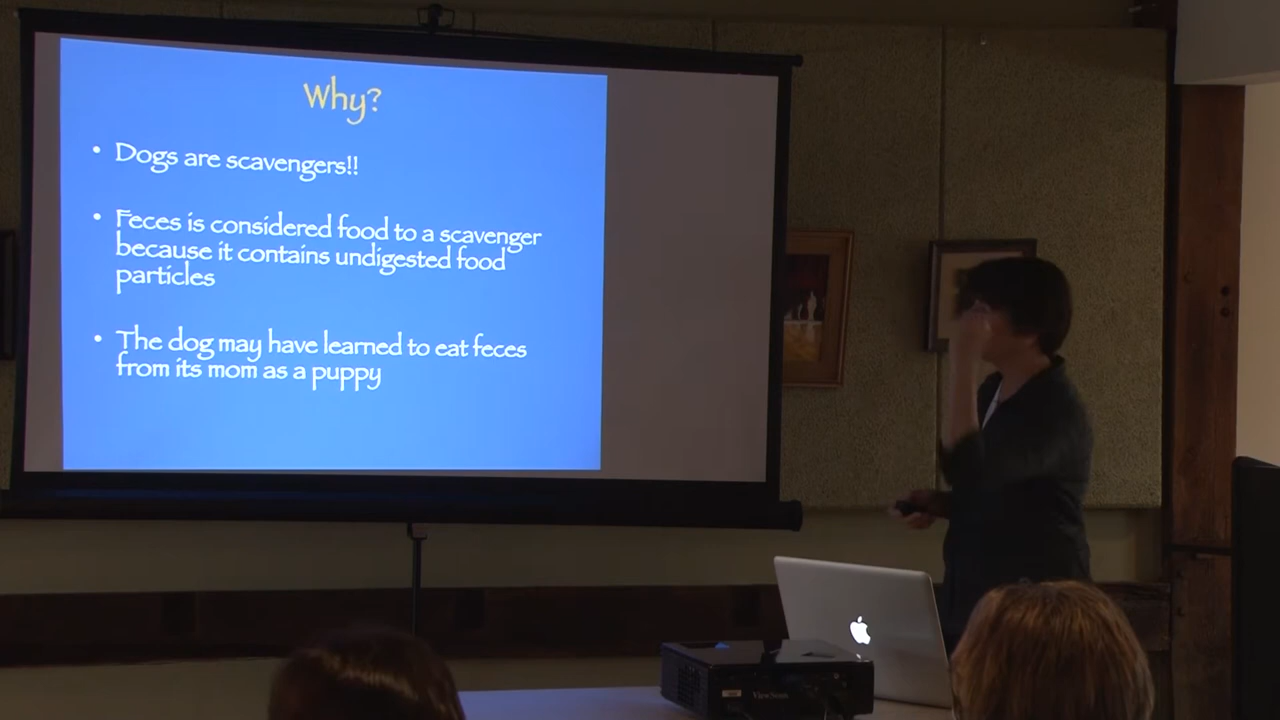 Why?
• Dogs are scavengers!!
• Feces is considered food to a scavenger
because it contains undigested food
particles
• The dog may have learned to eat feces
from its mom as a puppy
ViewSonic